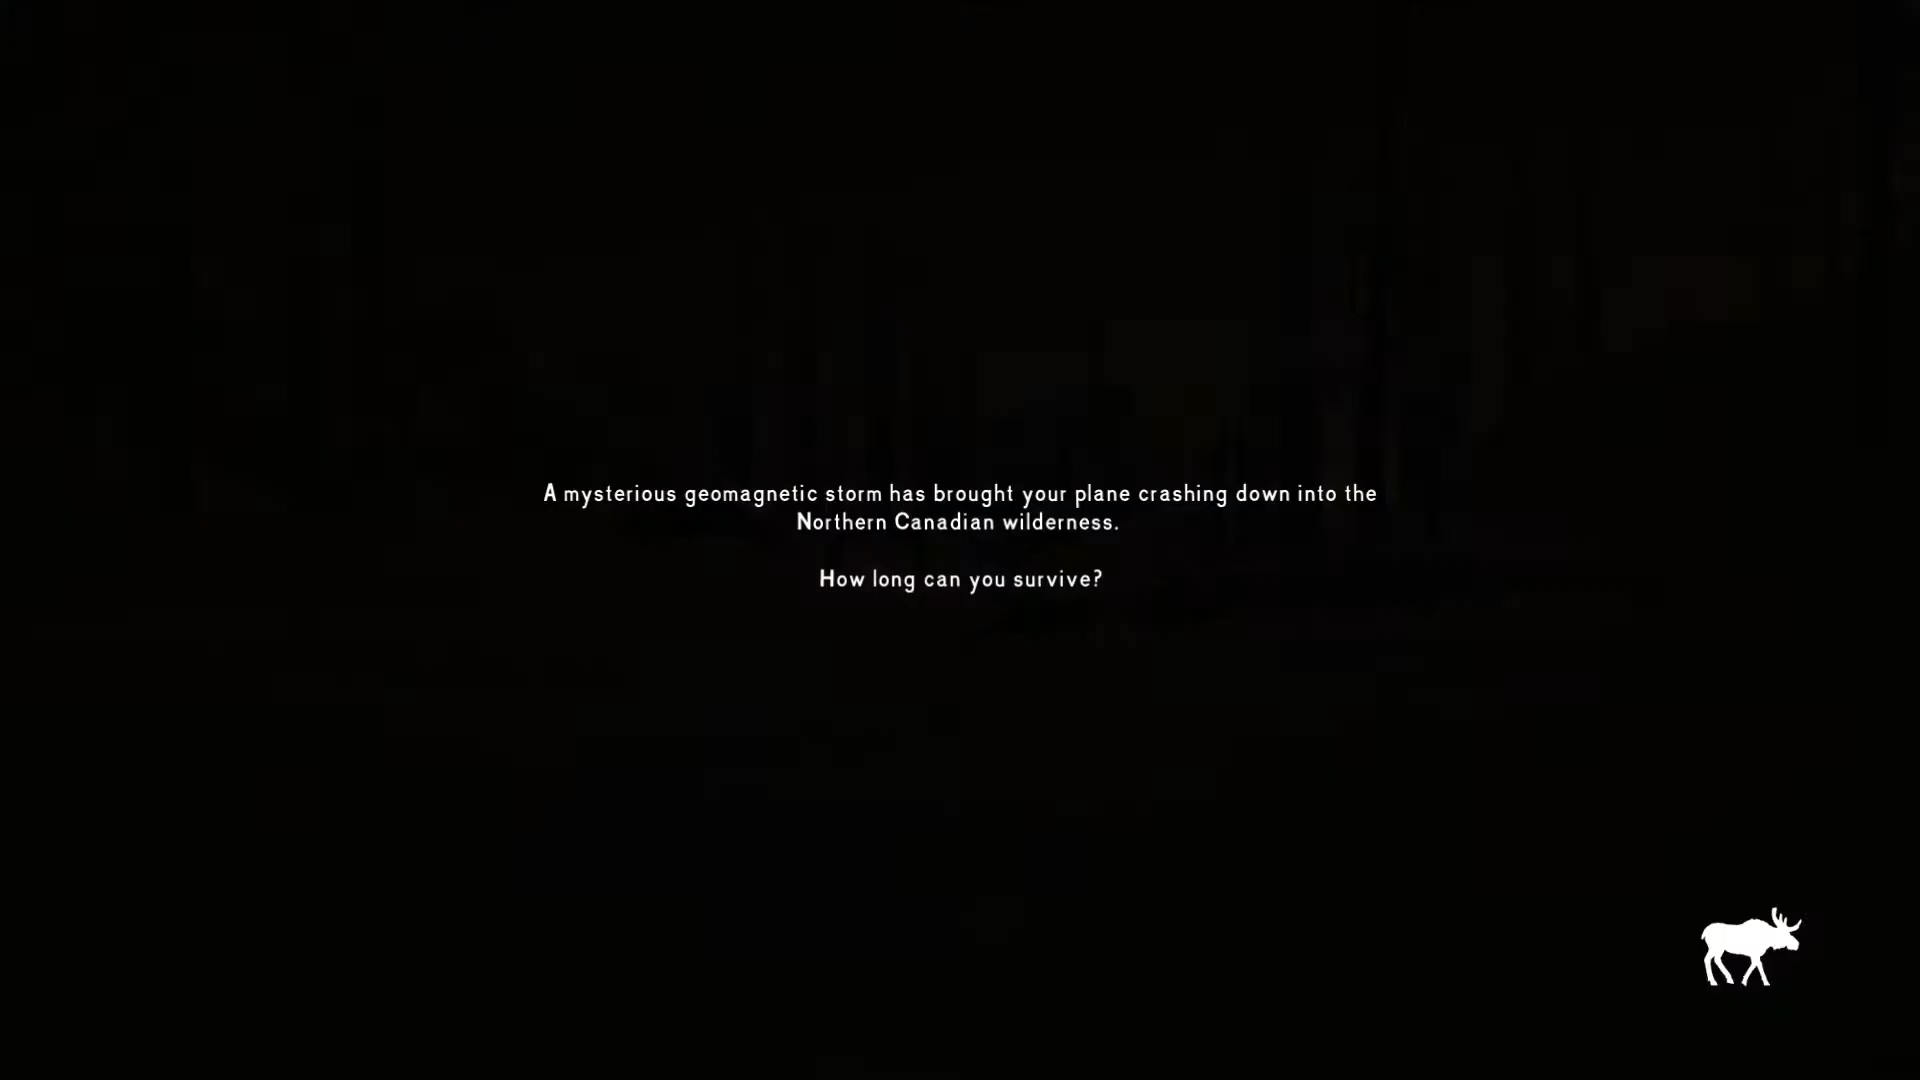 A mysterious geomagnetic storm has brought your plane crashing down into the
Northern Canadian wilderness.
How long can you survive?